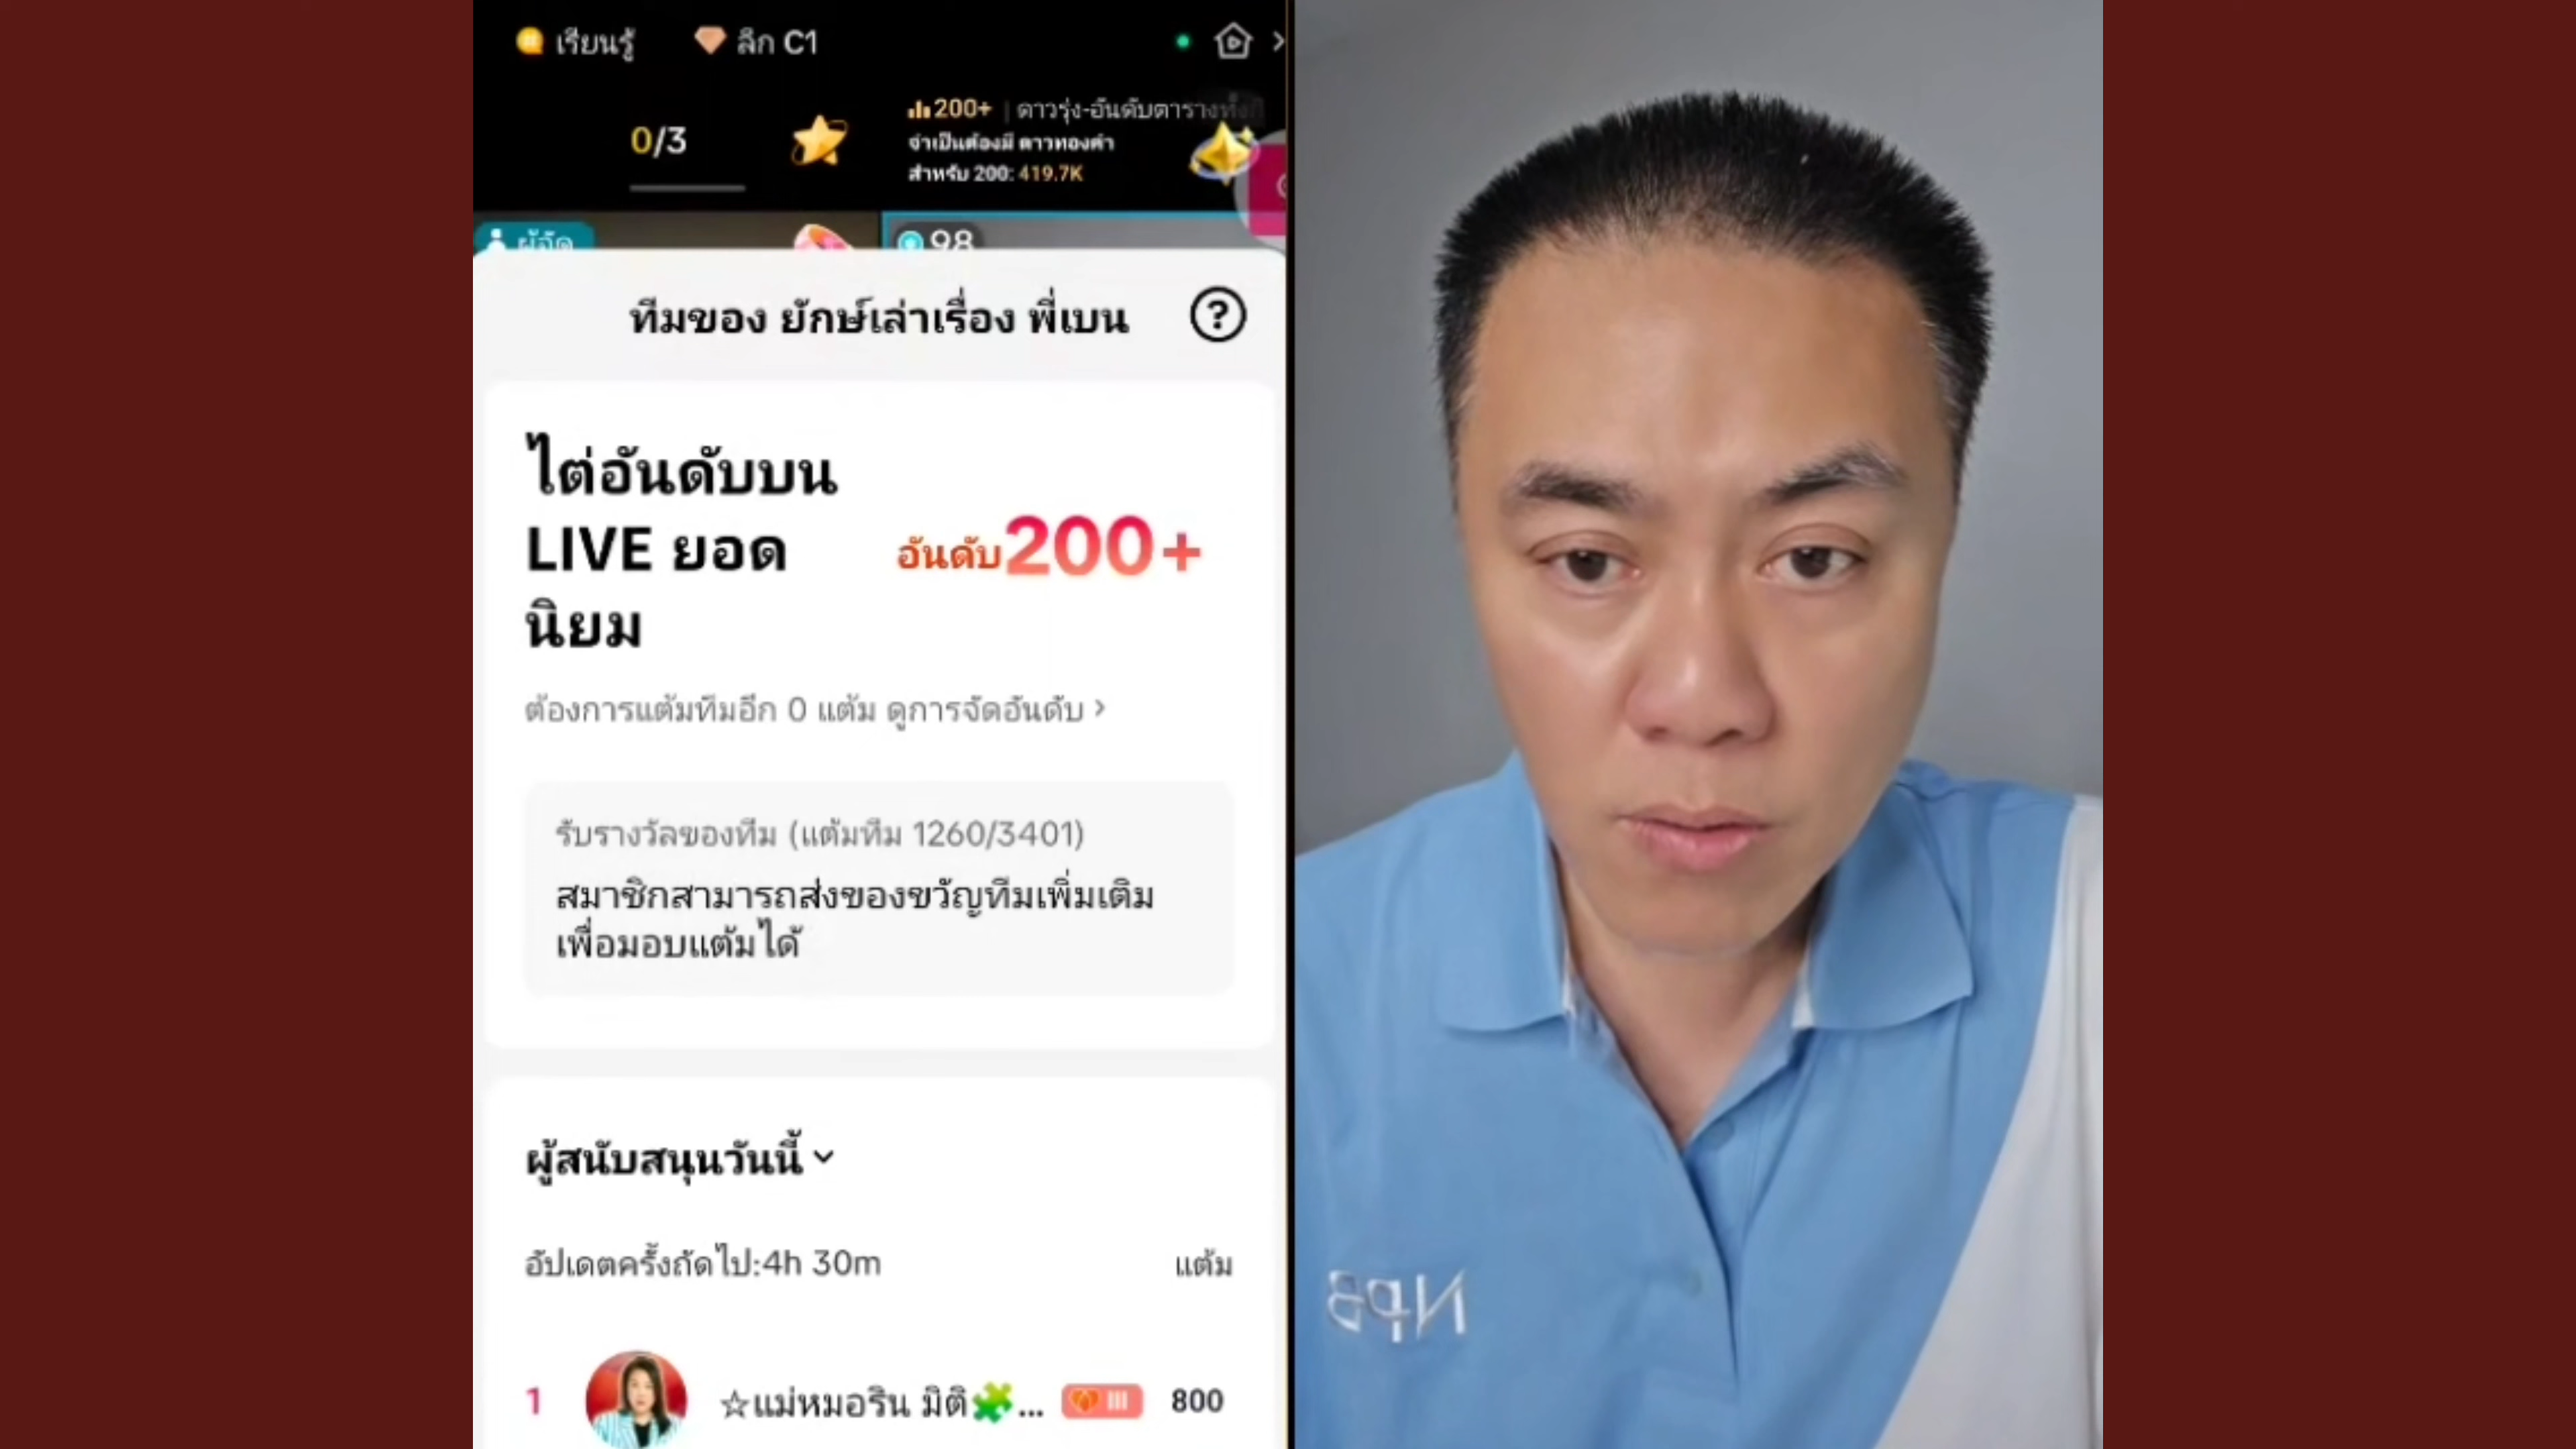 เรียนรู้
ลีก C1
0/3
200+ | ดาวรุ่ง-อันดับตารางทั้ง
จำเป็นต้องมี ดาวทองคำ
สำหรับ 200: 419.7K
ผู้จัด
98
ทีมของ ยักษ์เล่าเรื่อง พี่เบน
ไต่อันดับบน
LIVE ยอด
นิยม
อันดับ200+
ต้องการแต้มทีมอีก 0 แต้ม ดูการจัดอันดับ >
รับรางวัลของทีม (แต้มทีม 1260/3401)
สมาชิกสามารถส่งของขวัญทีมเพิ่มเติม
เพื่อมอบแต้มได้
ผู้สนับสนุนวันนี้
อัปเดตครั้งถัดไป:4h 30m
แต้ม
1 ☆แม่หมอริน มิติ🧩... III 800
NPB